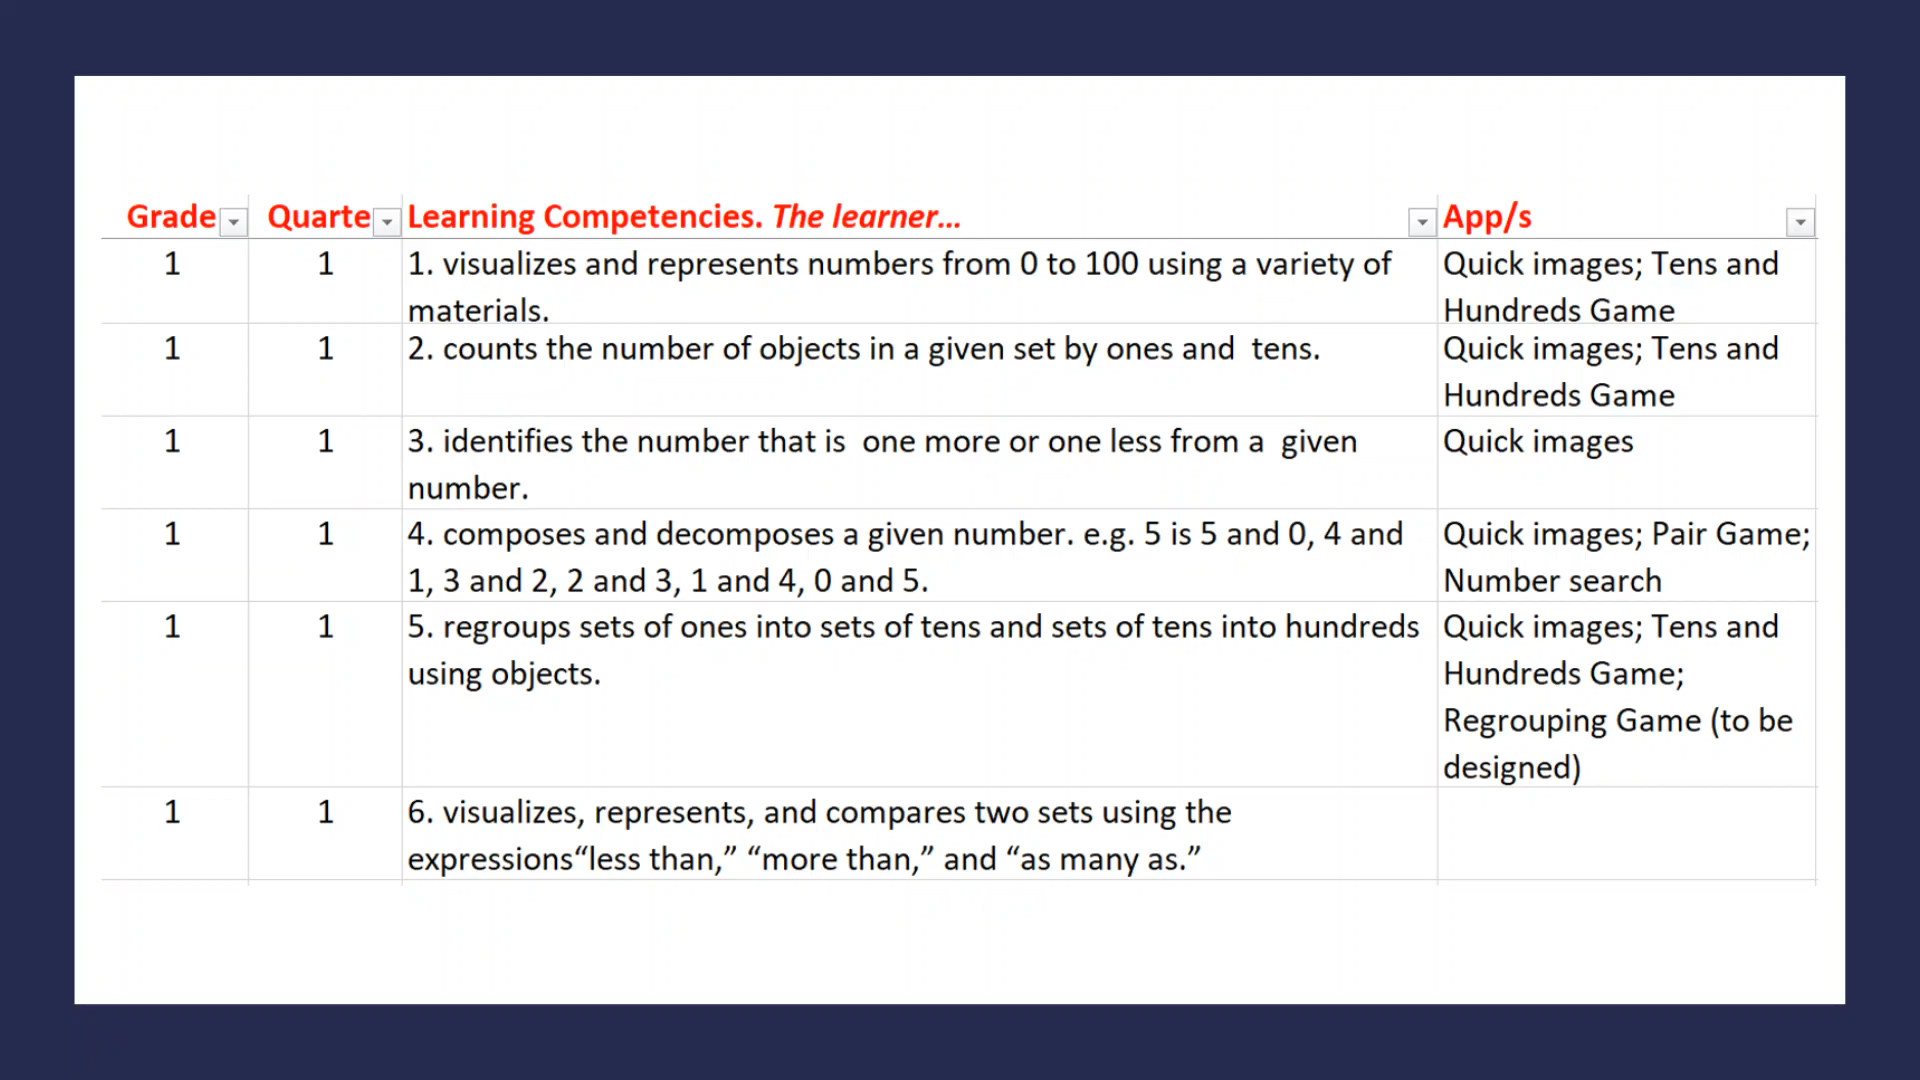 Grade Quarte Learning Competencies. The learner... App/s
1 1 1. visualizes and represents numbers from 0 to 100 using a variety of Quick images; Tens and
materials. Hundreds Game
1 1 2. counts the number of objects in a given set by ones and  tens. Quick images; Tens and
Hundreds Game
1 1 3. identifies the number that is  one more or one less from a  given Quick images
number.
1 1 4. composes and decomposes a given number. e.g. 5 is 5 and 0, 4 and Quick images; Pair Game;
1, 3 and 2, 2 and 3, 1 and 4, 0 and 5. Number search
1 1 5. regroups sets of ones into sets of tens and sets of tens into hundreds Quick images; Tens and
using objects. Hundreds Game;
Regrouping Game (to be
designed)
1 1 6. visualizes, represents, and compares two sets using the
expressions“less than,” “more than,” and “as many as.”